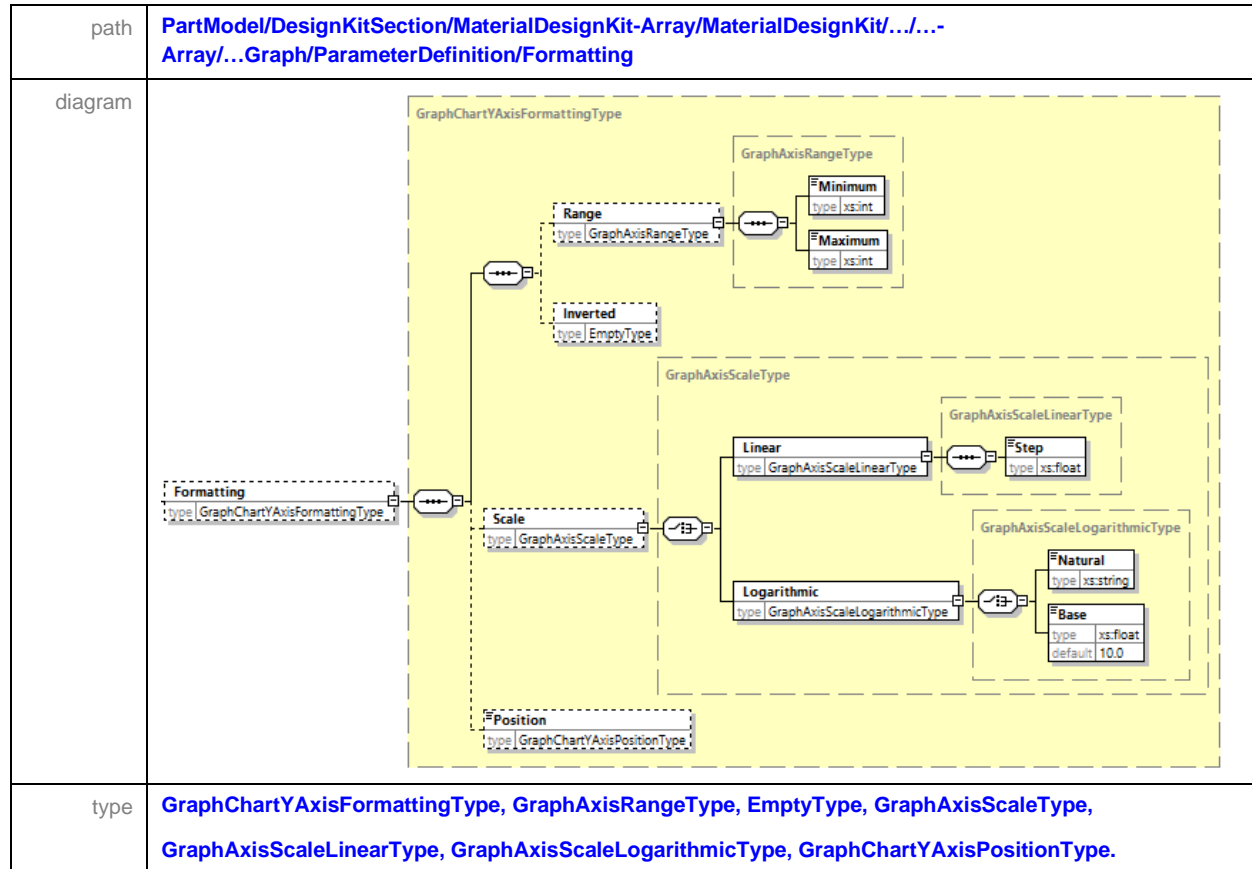 path
PartModel/DesignKitSection/MaterialDesignKit-Array/MaterialDesignKit/…/…-
Array/…Graph/ParameterDefinition/Formatting
diagram
GraphChartYAxisFormattingType
GraphAxisRangeType
Minimum
type xs:int
Range
type GraphAxisRangeType
Maximum
type xs:int
Inverted
type EmptyType
GraphAxisScaleType
GraphAxisScaleLinearType
Linear
type GraphAxisScaleLinearType
Step
type xs:float
Formatting
type GraphChartYAxisFormattingType
Scale
type GraphAxisScaleType
GraphAxisScaleLogarithmicType
Natural
type xs:string
Logarithmic
type GraphAxisScaleLogarithmicType
Base
type xs:float
default 10.0
Position
type GraphChartYAxisPositionType
type
GraphChartYAxisFormattingType, GraphAxisRangeType, EmptyType, GraphAxisScaleType,
GraphAxisScaleLinearType, GraphAxisScaleLogarithmicType, GraphChartYAxisPositionType.